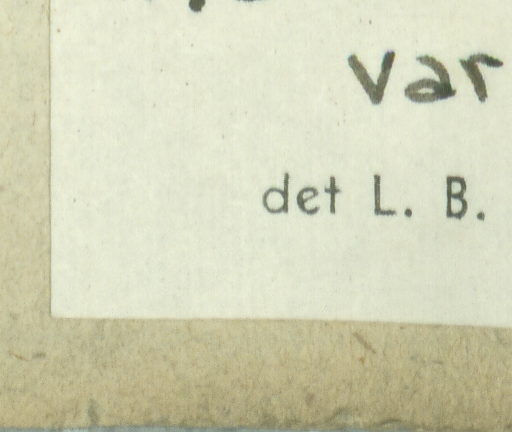 var
det L. B.